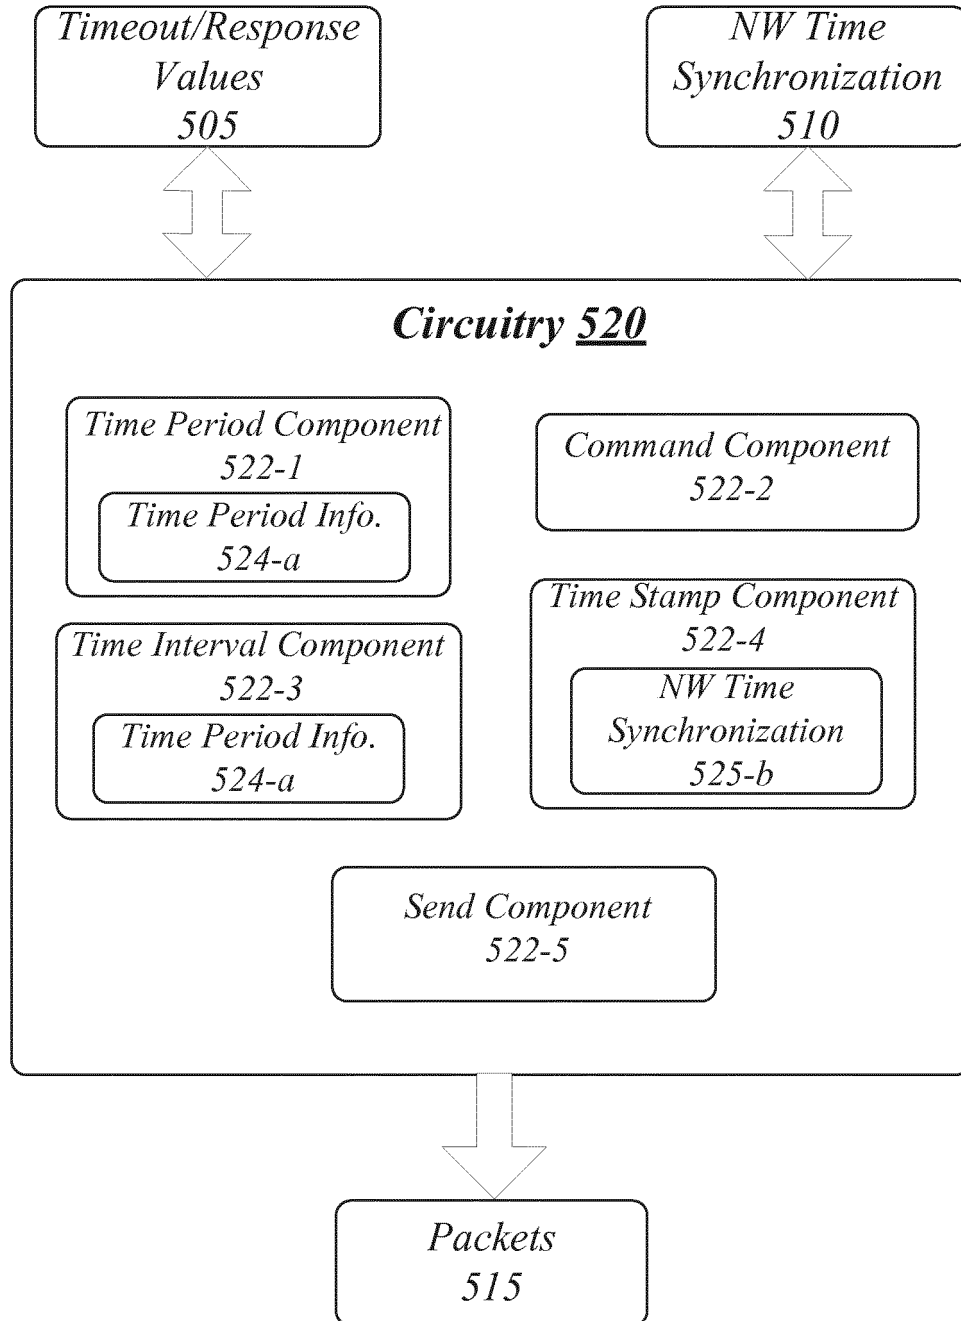 Timeout/Response
Values
505
NW Time
Synchronization
510
Circuitry 520
Time Period Component
522-1
Time Period Info.
524-a
Command Component
522-2
Time Interval Component
522-3
Time Period Info.
524-a
Time Stamp Component
522-4
NW Time
Synchronization
525-b
Send Component
522-5
Packets
515